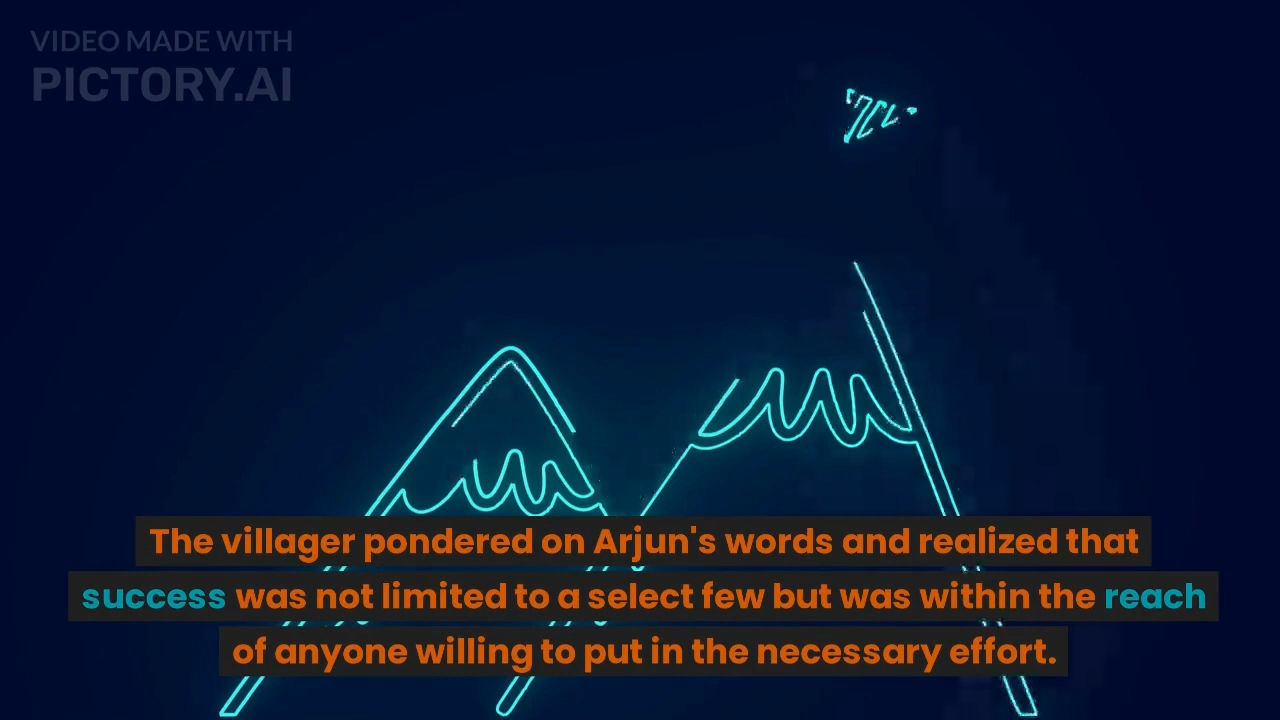 VIDEO MADE WITH
PICTORY.AI
The villager pondered on Arjun's words and realized that
success was not limited to a select few but was within the reach
of anyone willing to put in the necessary effort.